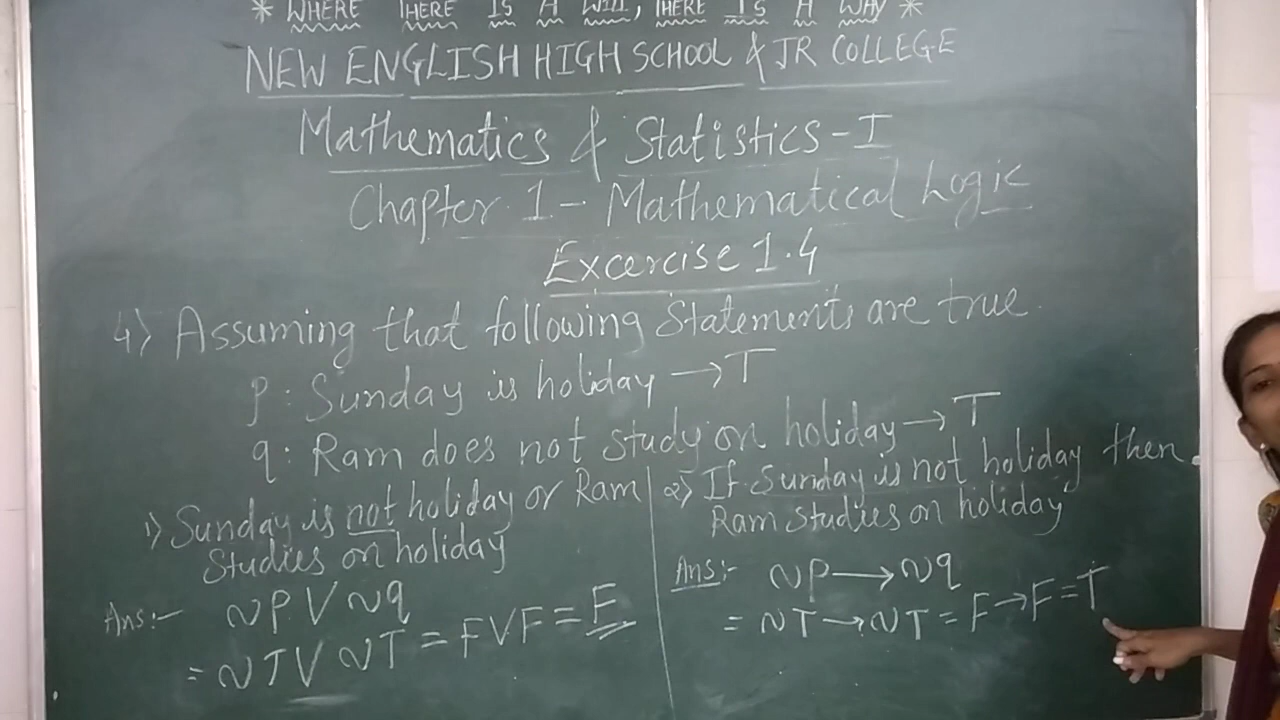 * WHERE THERE IS A WILL, THERE IS A WAY *
NEW ENGLISH HIGH SCHOOL & JR COLLEGE
Mathematics & Statistics - I
Chapter 1 - Mathematical Logic
Excercise 1.4
4) Assuming that following Statements are true.
p : Sunday is holiday → T
q : Ram does not study on holiday → T
1) Sunday is not holiday or Ram
Studies on holiday
Ans:- ~p ∨ ~q
= ~T ∨ ~T = F ∨ F = F
2) If Sunday is not holiday then
Ram Studies on holiday
Ans:- ~p → ~q
= ~T → ~T = F → F = T